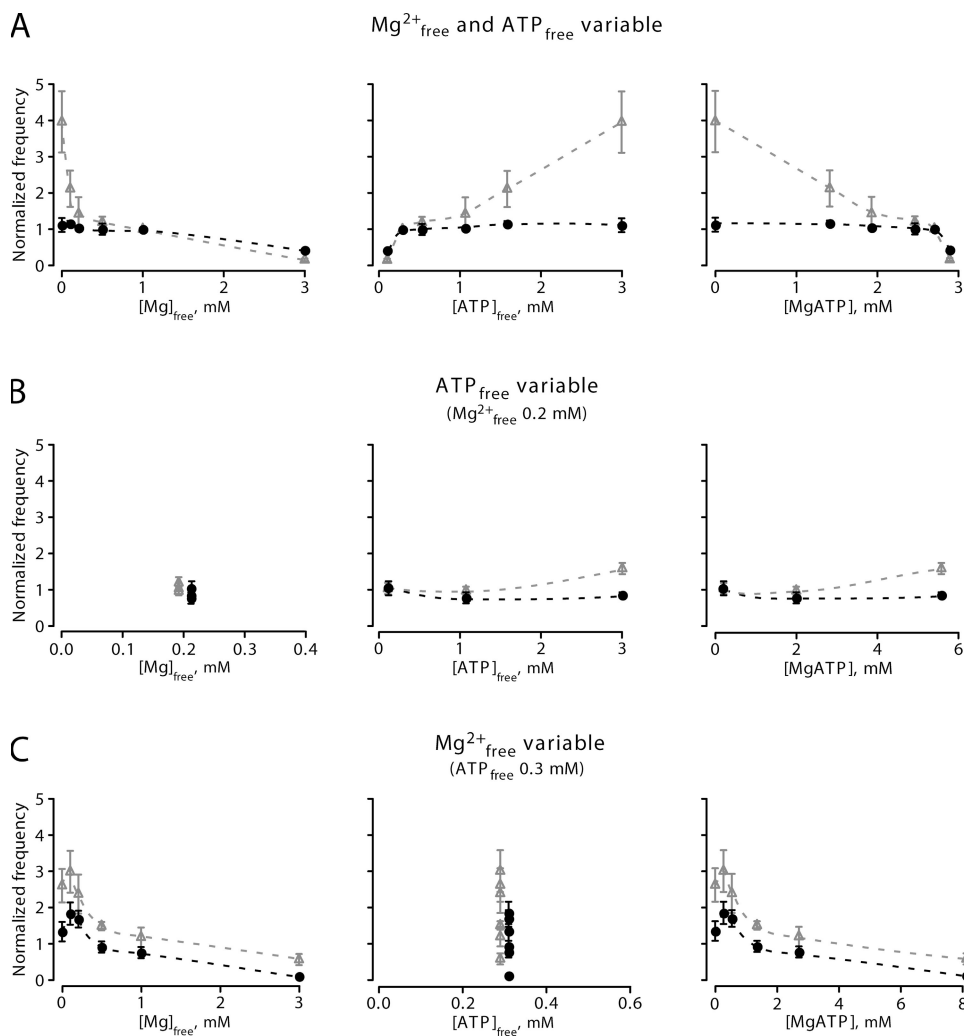 A
Mg2+free and ATPfree variable
Normalized frequency
5
4
3
2
1
0
0 1 2 3
[Mg]free, mM
0 1 2 3
[ATP]free, mM
0 1 2 3
[MgATP], mM
B
ATPfree variable
(Mg2+free 0.2 mM)
Normalized frequency
5
4
3
2
1
0
0.0 0.1 0.2 0.3 0.4
[Mg]free, mM
0 1 2 3
[ATP]free, mM
0 2 4 6
[MgATP], mM
C
Mg2+free variable
(ATPfree 0.3 mM)
Normalized frequency
5
4
3
2
1
0
0 1 2 3
[Mg]free, mM
0.0 0.2 0.4 0.6
[ATP]free, mM
0 2 4 6 8
[MgATP], mM